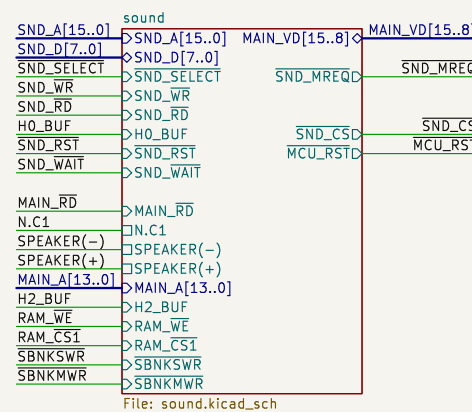 sound
SND_A[15..0] SND_A[15..0] MAIN_VD[15..8] MAIN_VD[15..8]
SND_D[7..0] SND_D[7..0]
SND_SELECT SND_SELECT SND_MREQ SND_MREQ
SND_WR SND_WR
SND_RD SND_RD
H0_BUF H0_BUF SND_CS SND_CS
SND_RST SND_RST MCU_RST MCU_RST
SND_WAIT SND_WAIT
MAIN_RD MAIN_RD
N.C1 N.C1
SPEAKER(-) SPEAKER(-)
SPEAKER(+) SPEAKER(+)
MAIN_A[13..0] MAIN_A[13..0]
H2_BUF H2_BUF
RAM_WE RAM_WE
RAM_CS1 RAM_CS1
SBNKSWR SBNKSWR
SBNKMWR SBNKMWR
File: sound.kicad_sch